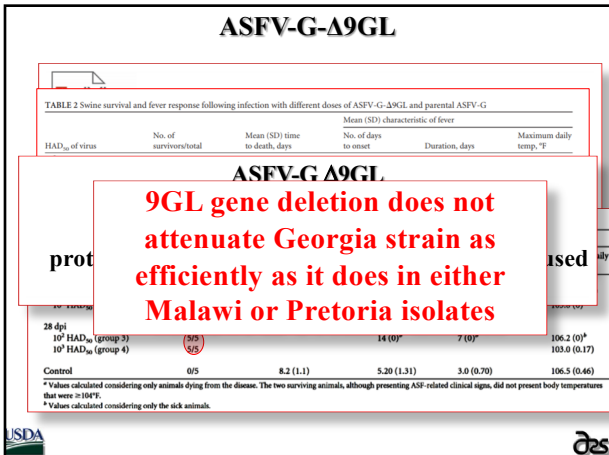 ASFV-G-Δ9GL
TABLE 2 Swine survival and fever response following infection with different doses of ASFV-G-Δ9GL and parental ASFV-G
Mean (SD) characteristic of fever
HAD50 of virus No. of survivors/total Mean (SD) time to death, days No. of days to onset Duration, days Maximum daily temp, °F
ASFV-G Δ9GL
9GL gene deletion does not
attenuate Georgia strain as
efficiently as it does in either
Malawi or Pretoria isolates
28 dpi
10² HAD50 (group 3) 5/5 14 (0)ᵃ 7 (0)ᵃ 106.2 (0)ᵇ
10³ HAD50 (group 4) 5/5 103.0 (0.17)
Control 0/5 8.2 (1.1) 5.20 (1.31) 3.0 (0.70) 106.5 (0.46)
ᵃ Values calculated considering only animals dying from the disease. The two surviving animals, although presenting ASF-related clinical signs, did not present body temperatures
that were ≥104°F.
ᵇ Values calculated considering only the sick animals.
USDA